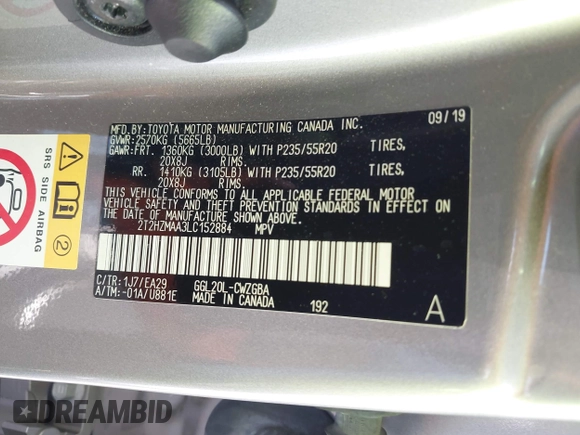 MFD.BY: TOYOTA MOTOR MANUFACTURING CANADA INC. 09/19
GVWR:2570KG (5665LB)
GAWR:FRT. 1360KG (3000LB) WITH P235/55R20 TIRES,
20X8J RIMS.
RR. 1410KG (3105LB) WITH P235/55R20 TIRES,
20X8J RIMS.
THIS VEHICLE CONFORMS TO ALL APPLICABLE FEDERAL MOTOR
VEHICLE SAFETY AND THEFT PREVENTION STANDARDS IN EFFECT ON
THE DATE OF MANUFACTURE SHOWN ABOVE.
2T2HZMAA3LC152884 MPV
C/TR: 1J7/EA29 GGL20L-CWZGBA
A/TM:-01A/U881E MADE IN CANADA 192 A
SRS SIDE AIRBAG
2
DREAMBID